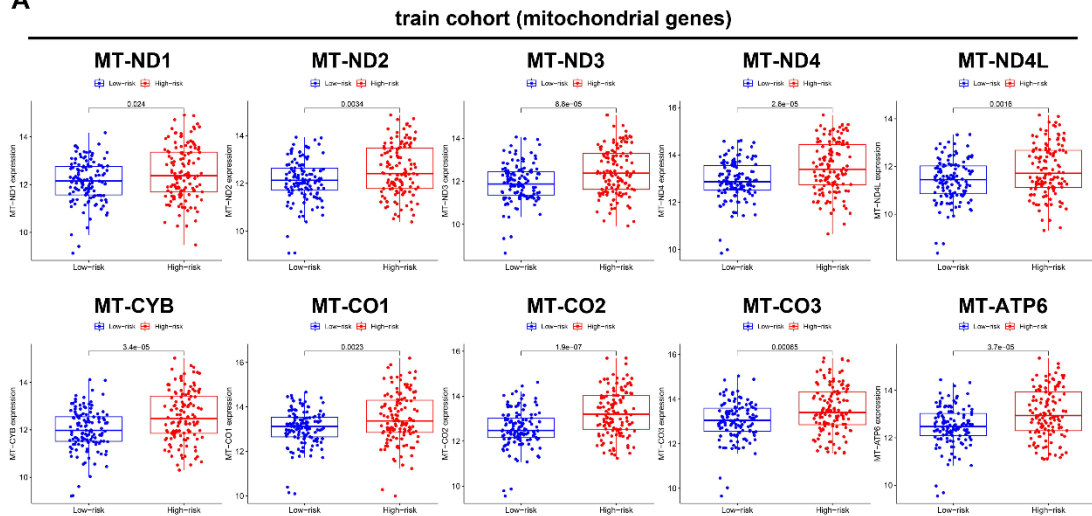 A
train cohort (mitochondrial genes)
MT-ND1 MT-ND2 MT-ND3 MT-ND4 MT-ND4L
Low-risk High-risk Low-risk High-risk Low-risk High-risk Low-risk High-risk Low-risk High-risk
0.024 0.0034 8.8e-05 2.8e-05 0.0016
MT-ND1 expression MT-ND2 expression MT-ND3 expression MT-ND4 expression MT-ND4L expression
14 12 10
14 12 10
14 12 10
16 14 12 10
14 12 10
Low-risk High-risk Low-risk High-risk Low-risk High-risk Low-risk High-risk Low-risk High-risk
MT-CYB MT-CO1 MT-CO2 MT-CO3 MT-ATP6
Low-risk High-risk Low-risk High-risk Low-risk High-risk Low-risk High-risk Low-risk High-risk
3.4e-05 0.0023 1.9e-07 0.00085 3.7e-05
MT-CYB expression MT-CO1 expression MT-CO2 expression MT-CO3 expression MT-ATP6 expression
14 12 10
16 14 12 10
16 14 12 10
16 14 12 10
14 12 10
Low-risk High-risk Low-risk High-risk Low-risk High-risk Low-risk High-risk Low-risk High-risk